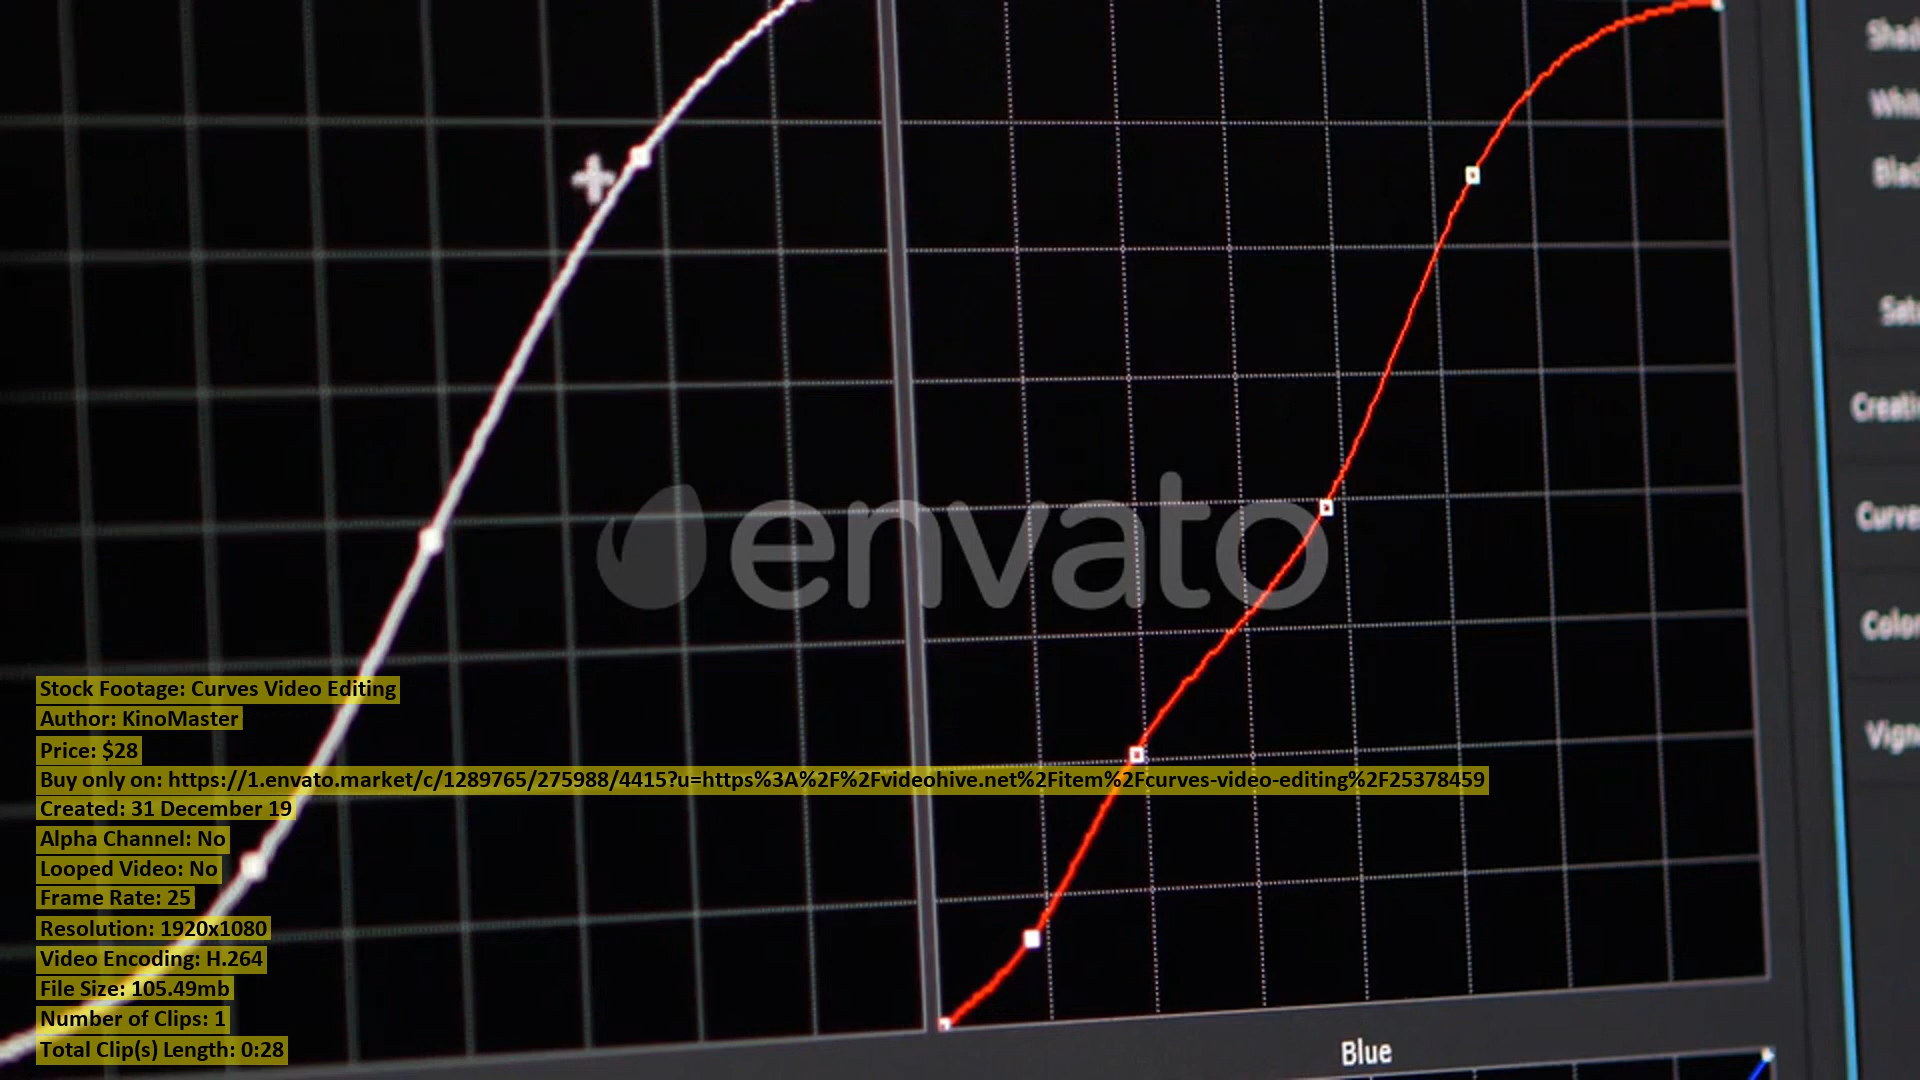 envato
Stock Footage: Curves Video Editing
Author: KinoMaster
Price: $28
Buy only on: https://1.envato.market/c/1289765/275988/4415?u=https%3A%2F%2Fvideohive.net%2Fitem%2Fcurves-video-editing%2F25378459
Created: 31 December 19
Alpha Channel: No
Looped Video: No
Frame Rate: 25
Resolution: 1920x1080
Video Encoding: H.264
File Size: 105.49mb
Number of Clips: 1
Total Clip(s) Length: 0:28
Blue